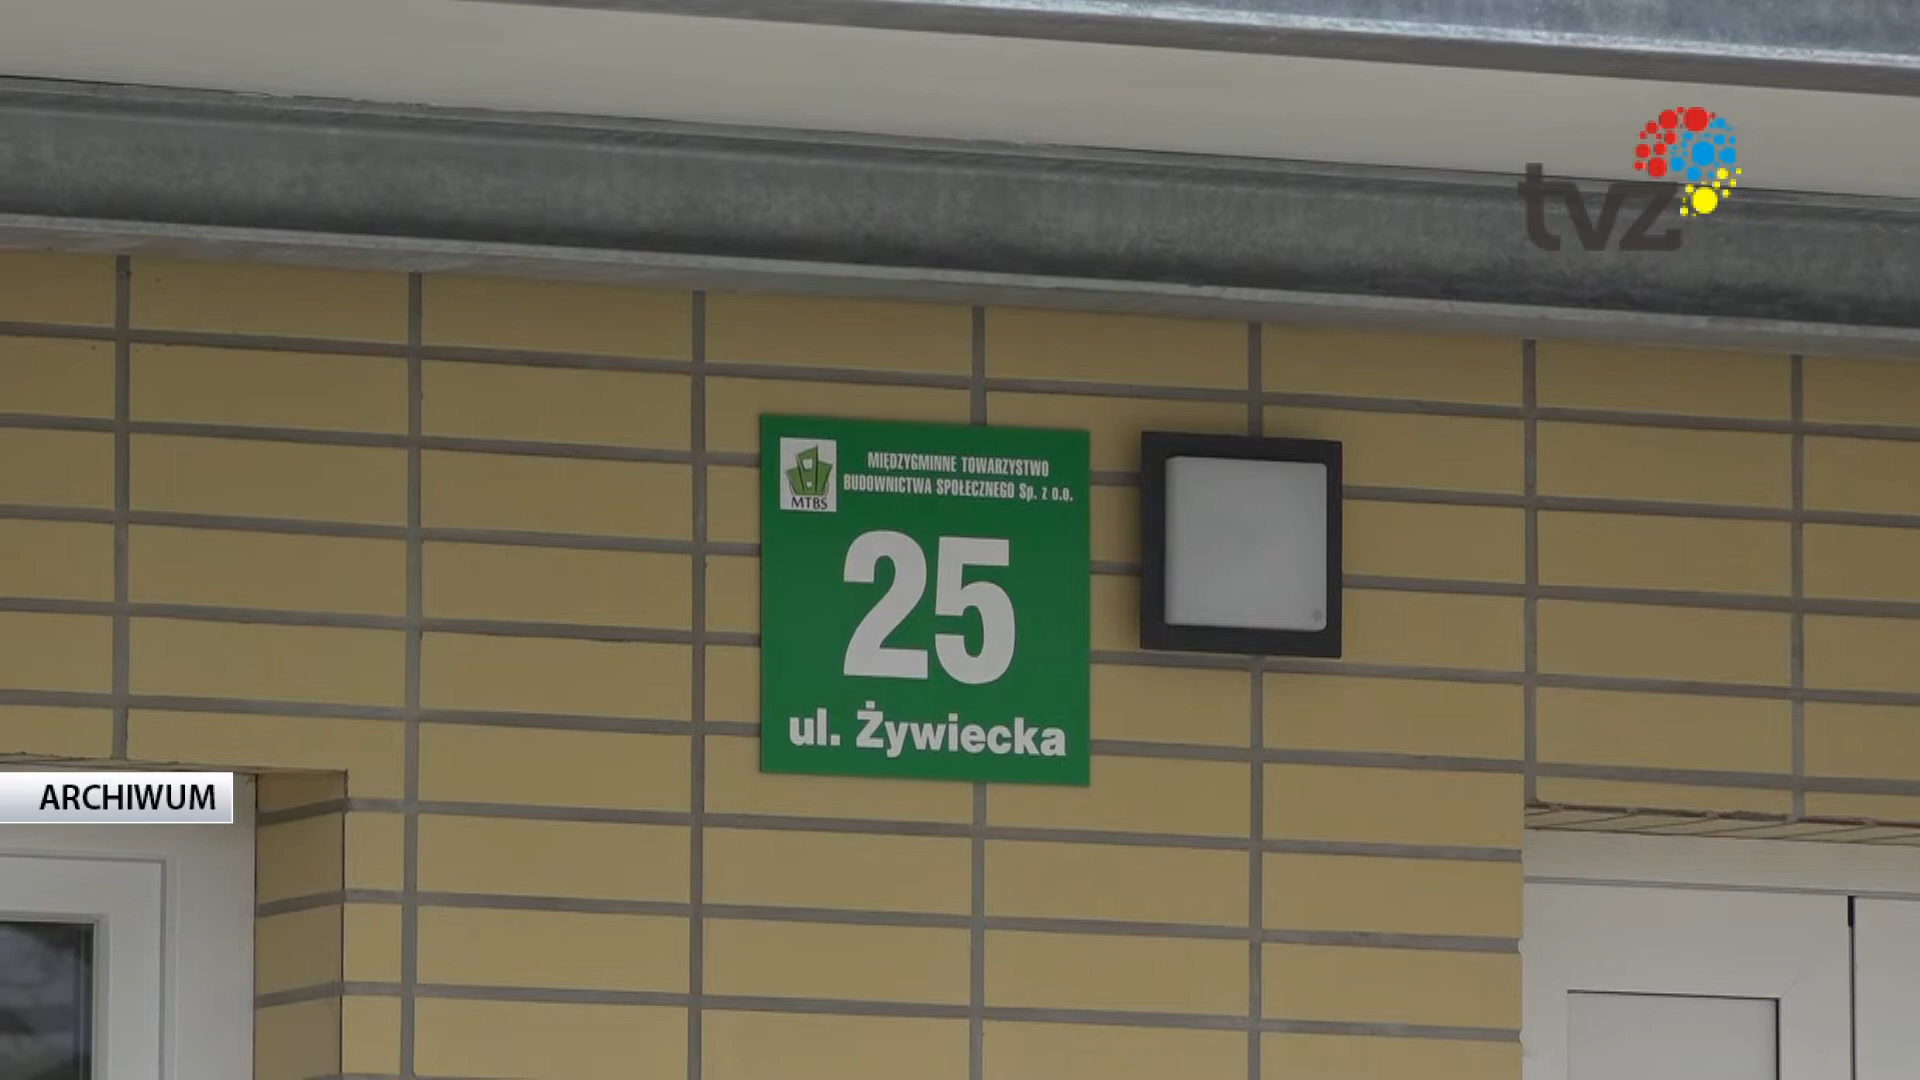 tvz
MIĘDZYGMINNE TOWARZYSTWO
BUDOWNICTWA SPOŁECZNEGO Sp. z o.o.
MTBS
25
ul. Żywiecka
ARCHIWUM